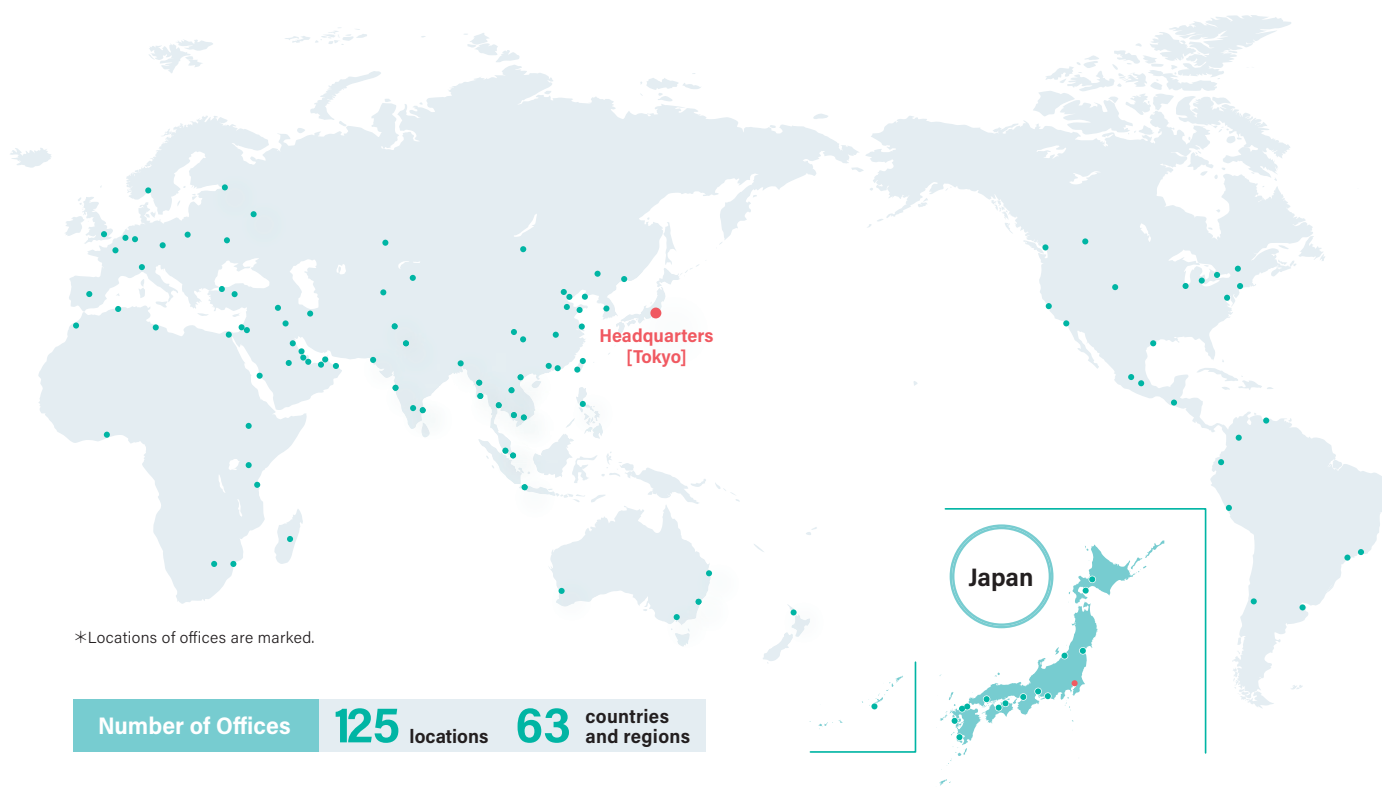 Headquarters
[Tokyo]
Japan
＊Locations of offices are marked.
Number of Offices
125 locations
63 countries
and regions